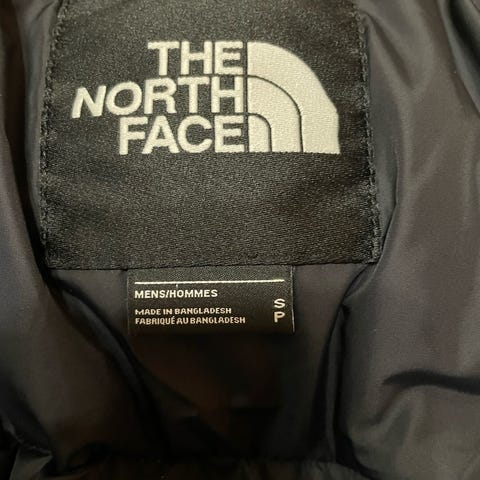 THE
NORTH
FACE
MENS/HOMMES
MADE IN BANGLADESH
FABRIQUÉ AU BANGLADESH
S
P